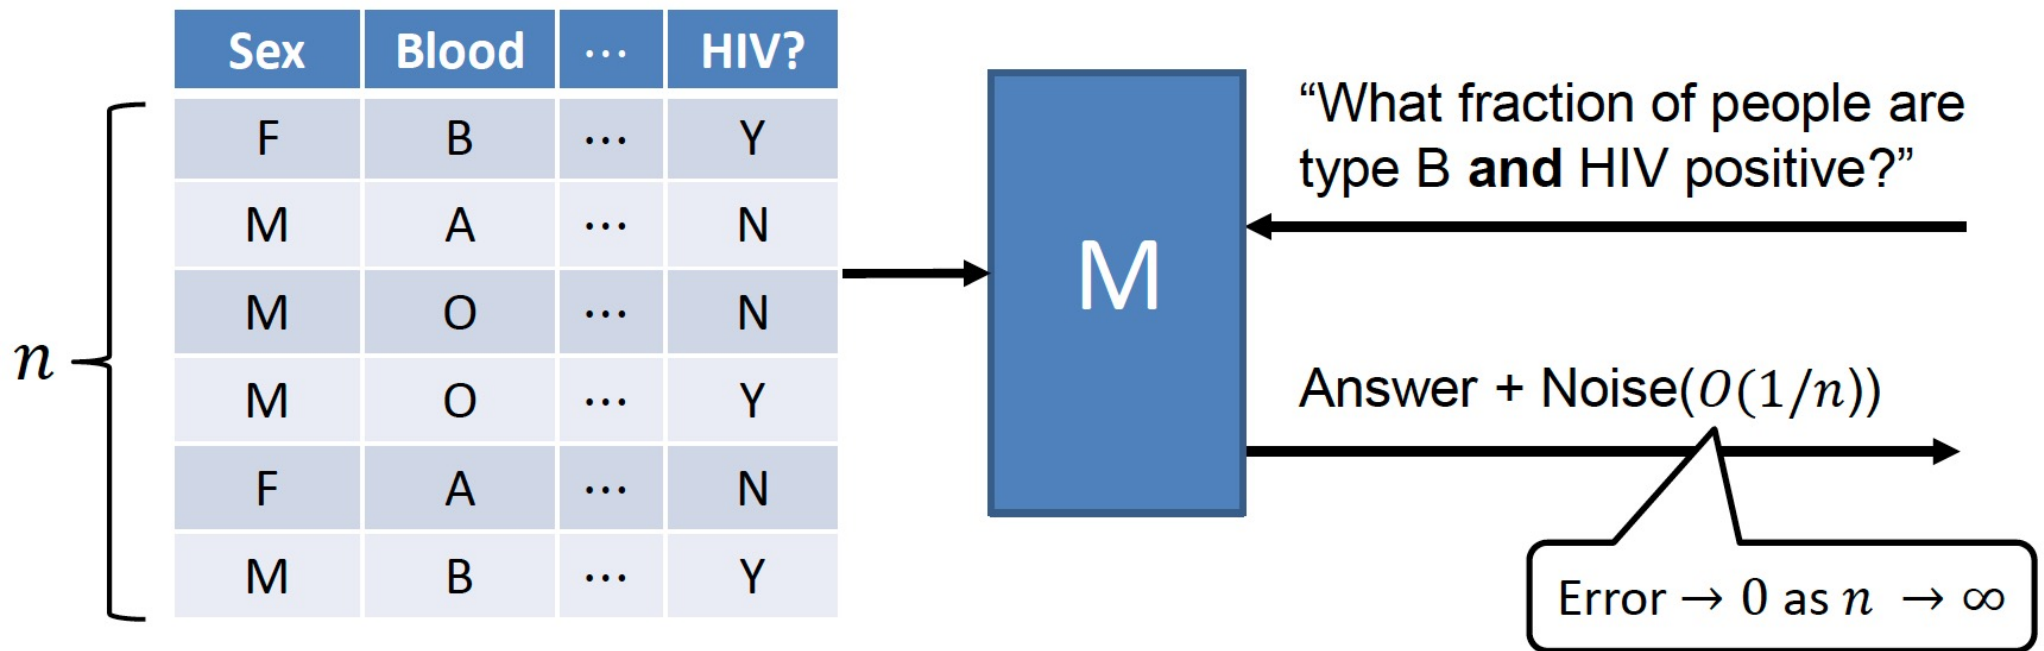 Sex Blood ⋯ HIV?
F B ⋯ Y
M A ⋯ N
M O ⋯ N
M O ⋯ Y
F A ⋯ N
M B ⋯ Y
n
M
“What fraction of people are
type B and HIV positive?”
Answer + Noise(O(1/n))
Error → 0 as n → ∞